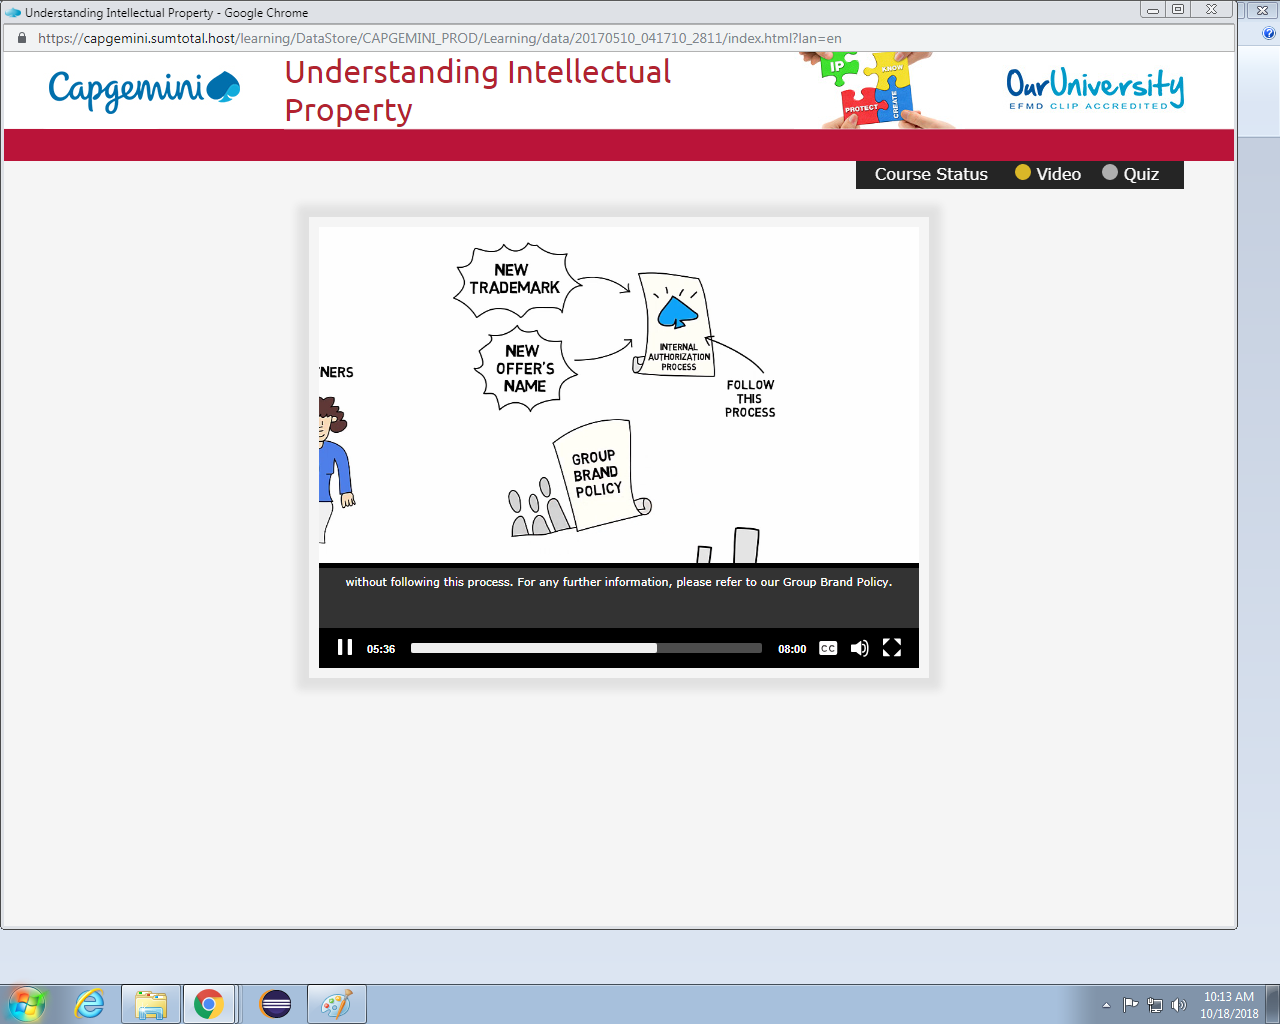 Understanding Intellectual Property - Google Chrome
https://capgemini.sumtotal.host/learning/DataStore/CAPGEMINI_PROD/Learning/data/20170510_041710_2811/index.html?lan=en
Capgemini
Understanding Intellectual
Property
IP
KNOW
PROTECT
CREATE
OurUniversity
EFMD CLIP ACCREDITED
Course Status Video Quiz
NEW
TRADEMARK
NEW
OFFER'S
NAME
INTERNAL
AUTHORIZATION
PROCESS
FOLLOW
THIS
PROCESS
TNERS
GROUP
BRAND
POLICY
without following this process. For any further information, please refer to our Group Brand Policy.
05:36 08:00 CC
10:13 AM
10/18/2018